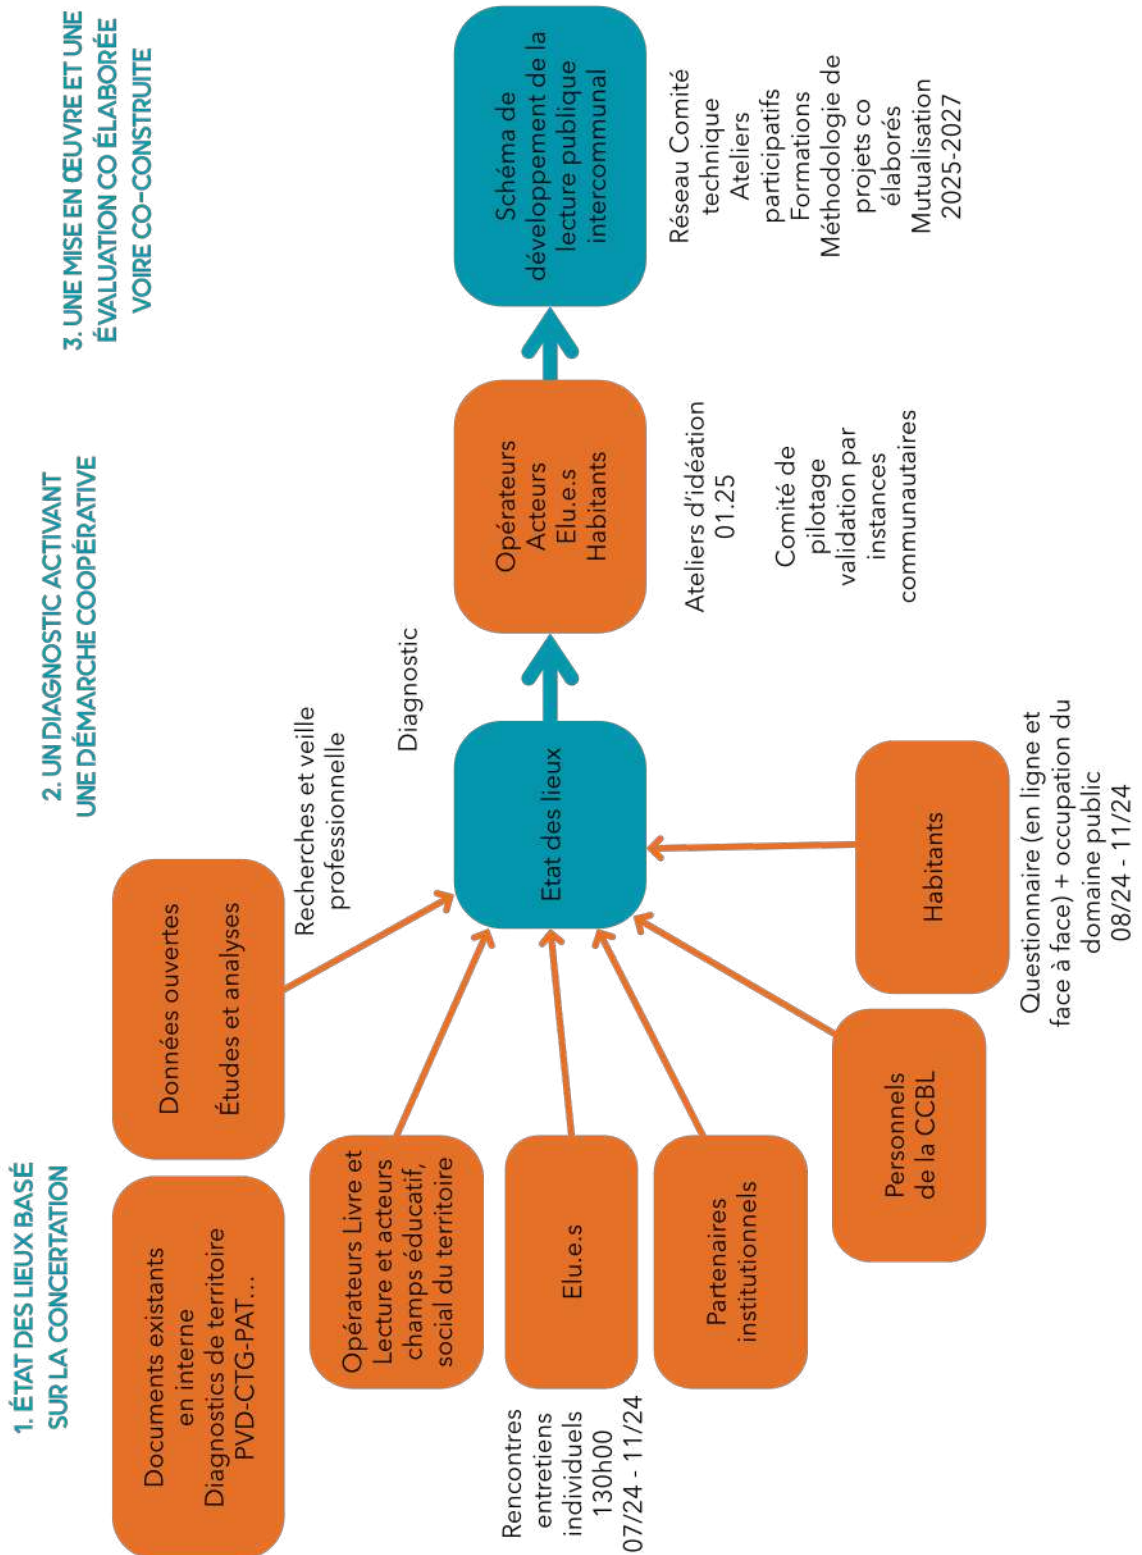 1. ÉTAT DES LIEUX BASÉ
SUR LA CONCERTATION
2. UN DIAGNOSTIC ACTIVANT
UNE DÉMARCHE COOPÉRATIVE
3. UNE MISE EN ŒUVRE ET UNE
ÉVALUATION CO ÉLABORÉE
VOIRE CO-CONSTRUITE
Documents existants
en interne
Diagnostics de territoire
PVD-CTG-PAT...
Données ouvertes
Études et analyses
Recherches et veille
professionnelle
Opérateurs Livre et
Lecture et acteurs
champs éducatif,
social du territoire
Rencontres
entretiens
individuels
130h00
07/24 - 11/24
Elu.e.s
Partenaires
institutionnels
Personnels
de la CCBL
Habitants
Questionnaire (en ligne et
face à face) + occupation du
domaine public
08/24 - 11/24
Etat des lieux
Diagnostic
Opérateurs
Acteurs
Elu.e.s
Habitants
Ateliers d'idéation
01.25
Comité de
pilotage
validation par
instances
communautaires
Schéma de
développement de la
lecture publique
intercommunal
Réseau Comité
technique
Ateliers
participatifs
Formations
Méthodologie de
projets co
élaborés
Mutualisation
2025-2027